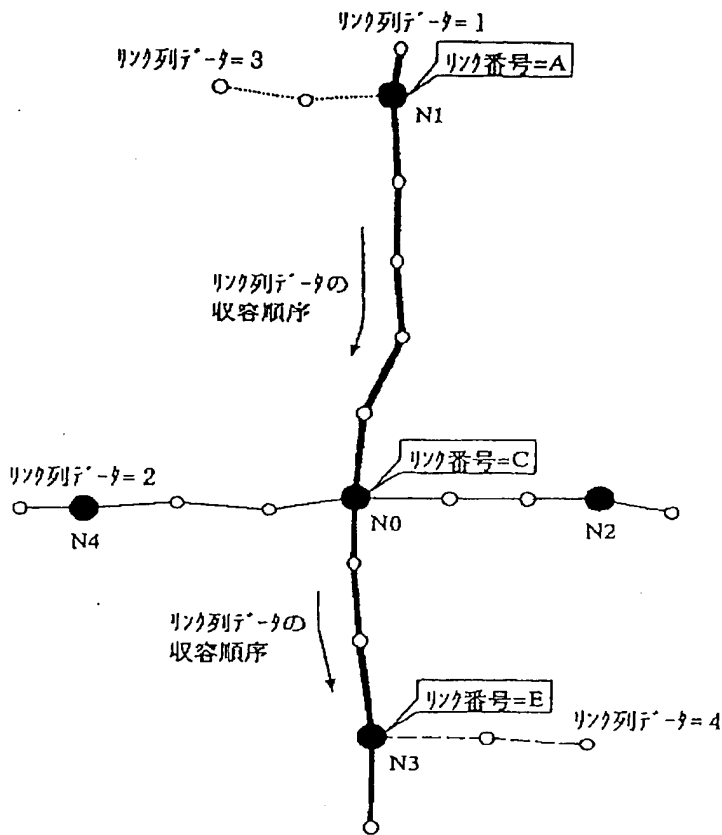 リンク列データ=1
リンク列データ=3
リンク番号=A
N1
リンク列データの
収容順序
リンク番号=C
リンク列データ=2
N0
N2
N4
リンク列データの
収容順序
リンク番号=E
リンク列データ=4
N3